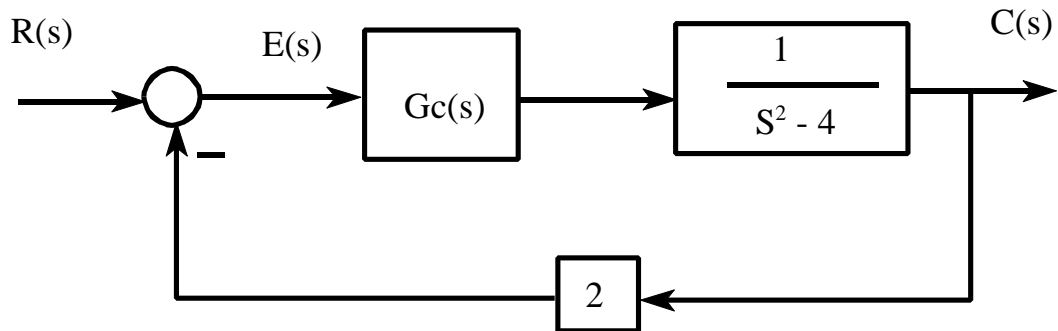 R(s)
E(s)
Gc(s)
1
S² - 4
C(s)
–
2